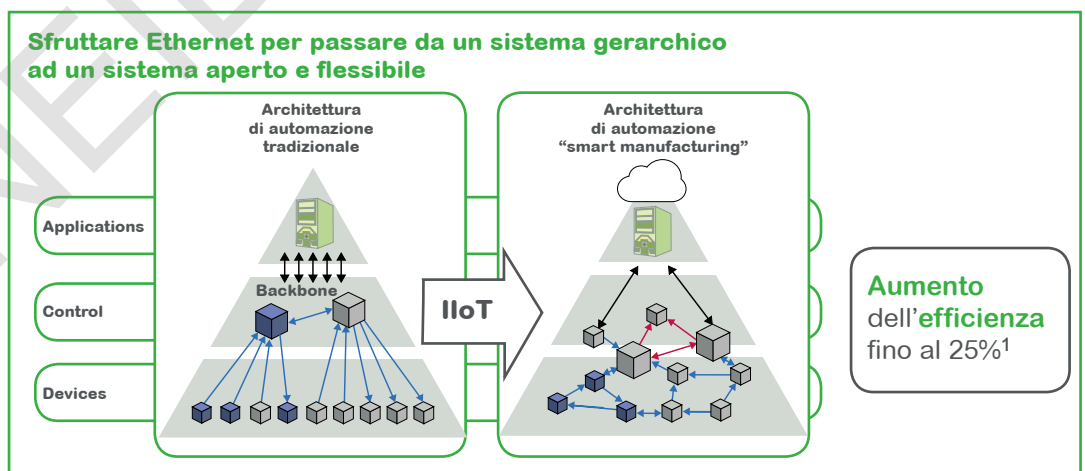 Sfruttare Ethernet per passare da un sistema gerarchico
ad un sistema aperto e flessibile
Architettura
di automazione
tradizionale
Architettura
di automazione
“smart manufacturing”
Applications
Backbone
Control
IIoT
Devices
Aumento
dell’efficienza
fino al 25%¹